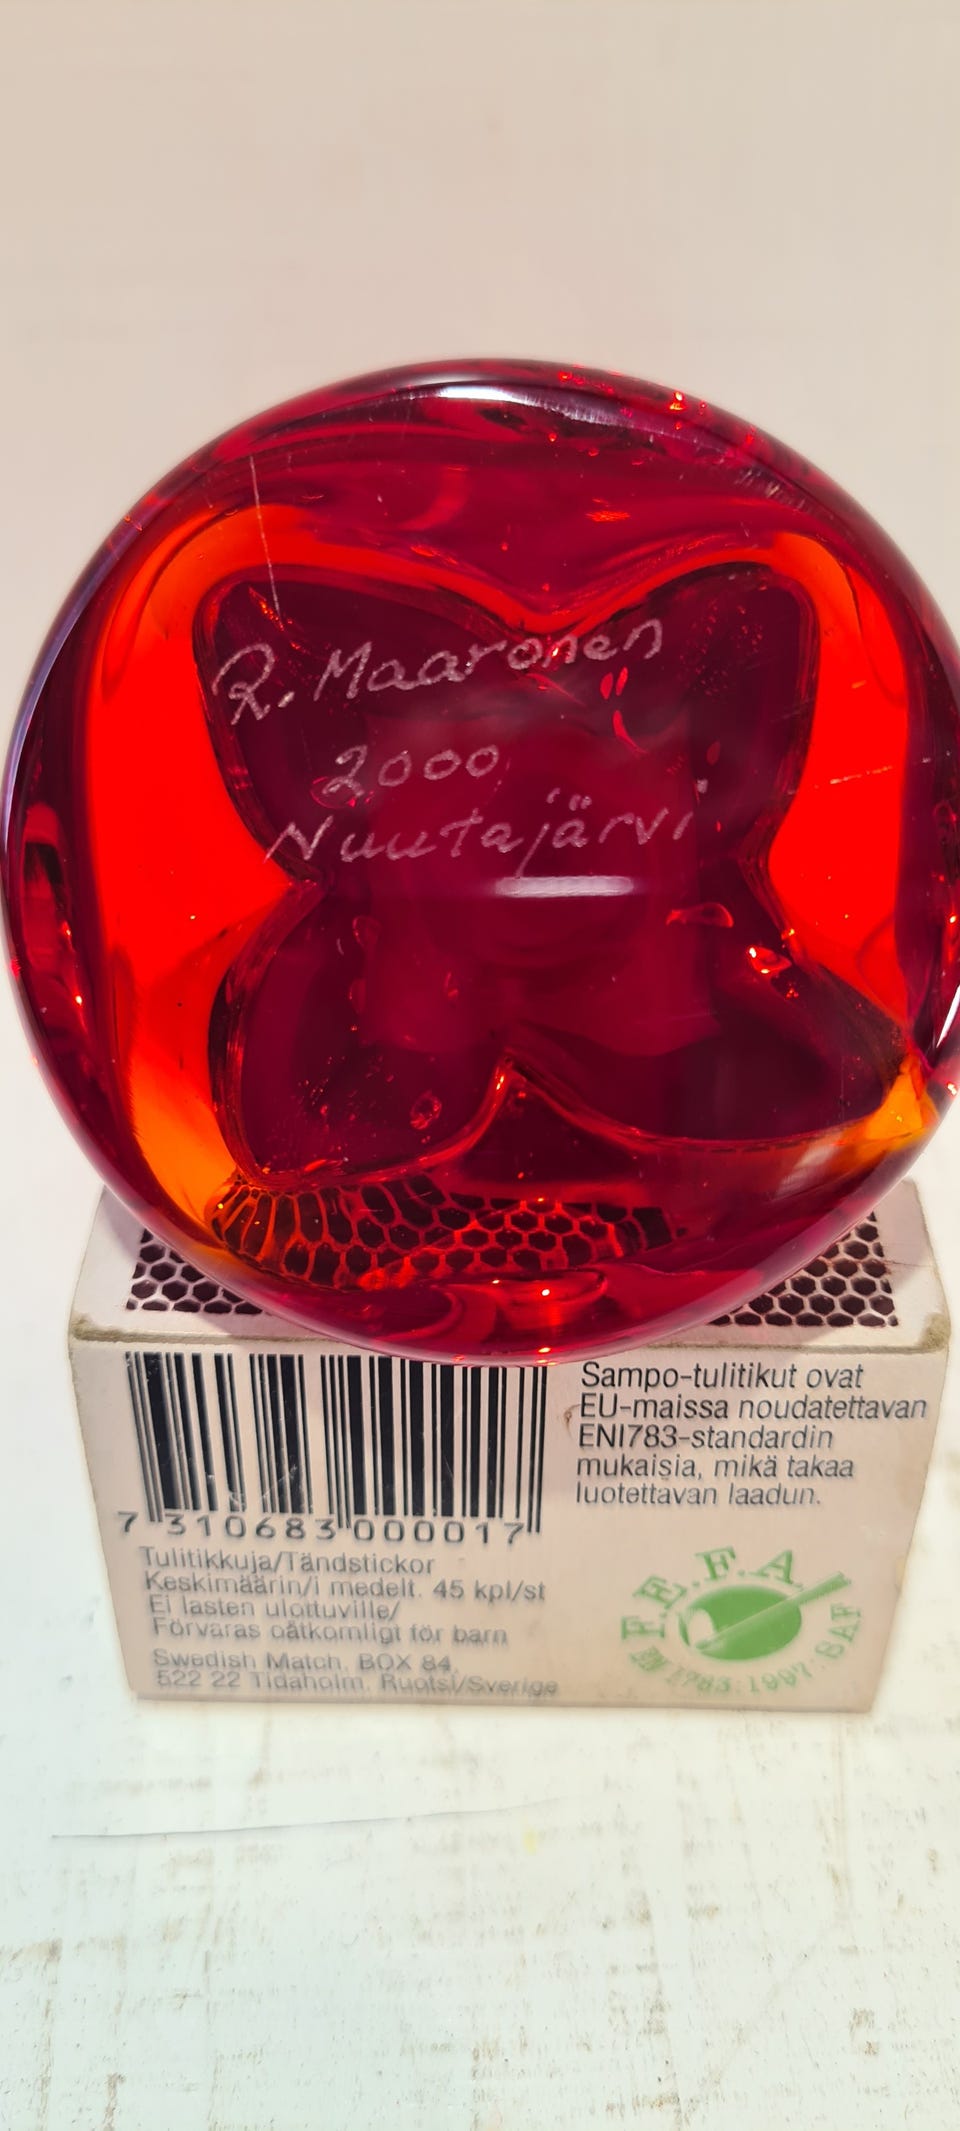 R. Maaronen
2000
Nuutajärvi
Sampo-tulitikut ovat
EU-maissa noudatettavan
EN1783-standardin
mukaisia, mikä takaa
luotettavan laadun.
7 310683 000017
Tulitikkuja/Tändstickor
Keskimäärin/i medelt. 45 kpl/st
Ei lasten ulottuville/
Förvaras oåtkomligt för barn
Swedish Match, BOX 84,
522 22 Tidaholm, Ruotsi/Sverige
F.E.F.A
EN 1783:1997:SAF